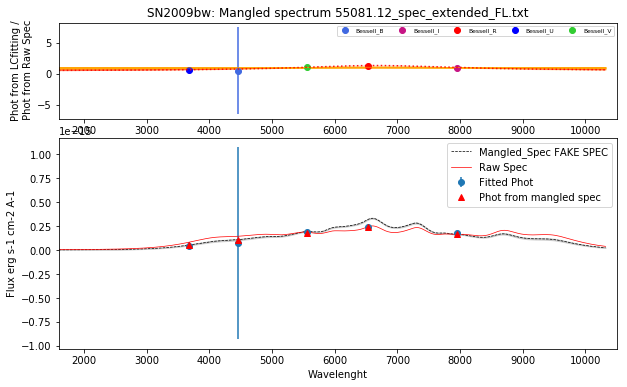 SN2009bw: Mangled spectrum 55081.12_spec_extended_FL.txt
Phot from LCfitting /
Phot from Raw Spec
5
0
−5
Bessell_B
Bessell_I
Bessell_R
Bessell_U
Bessell_V
2000 3000 4000 5000 6000 7000 8000 9000 10000
Flux erg s-1 cm-2 A-1
1.00
0.75
0.50
0.25
0.00
−0.25
−0.50
−0.75
−1.00
Mangled_Spec FAKE SPEC
Raw Spec
Fitted Phot
Phot from mangled spec
2000 3000 4000 5000 6000 7000 8000 9000 10000
Wavelenght